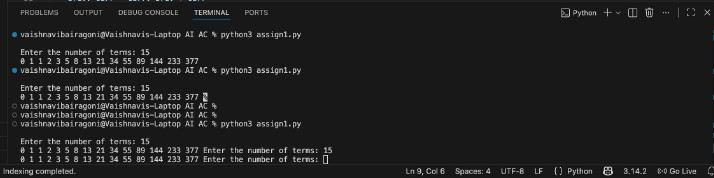 PROBLEMS OUTPUT DEBUG CONSOLE TERMINAL PORTS Python
vaishnavibairagoni@Vaishnavis-Laptop AI AC % python3 assign1.py
Enter the number of terms: 15
0 1 1 2 3 5 8 13 21 34 55 89 144 233 377
vaishnavibairagoni@Vaishnavis-Laptop AI AC % python3 assign1.py
Enter the number of terms: 15
0 1 1 2 3 5 8 13 21 34 55 89 144 233 377 %
vaishnavibairagoni@Vaishnavis-Laptop AI AC %
vaishnavibairagoni@Vaishnavis-Laptop AI AC %
vaishnavibairagoni@Vaishnavis-Laptop AI AC % python3 assign1.py
Enter the number of terms: 15
0 1 1 2 3 5 8 13 21 34 55 89 144 233 377 Enter the number of terms: 15
0 1 1 2 3 5 8 13 21 34 55 89 144 233 377 Enter the number of terms:
Indexing completed. Ln 9, Col 6 Spaces: 4 UTF-8 LF { } Python 3.14.2 Go Live